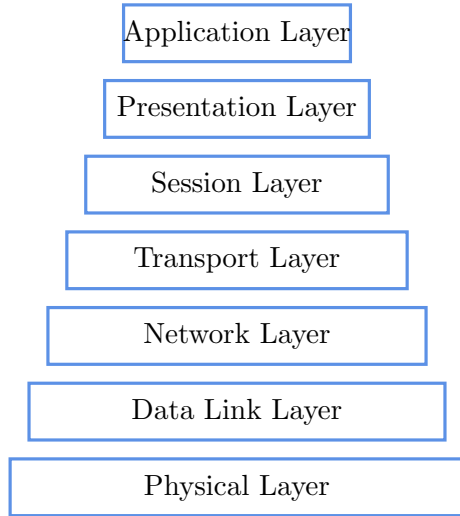 Application Layer
Presentation Layer
Session Layer
Transport Layer
Network Layer
Data Link Layer
Physical Layer